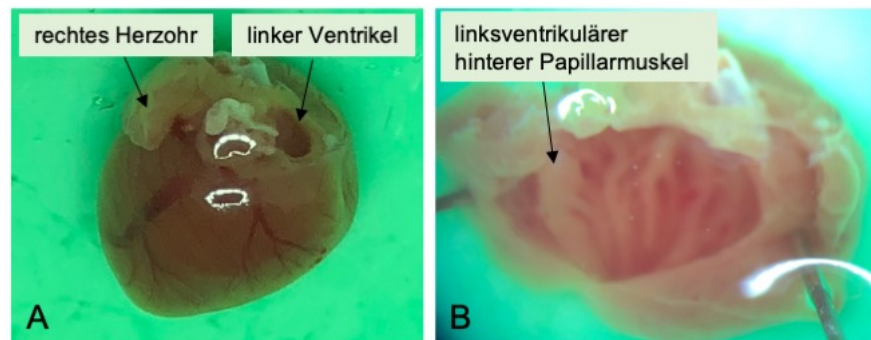 rechtes Herzohr
linker Ventrikel
A
linksventrikulärer
hinterer Papillarmuskel
B